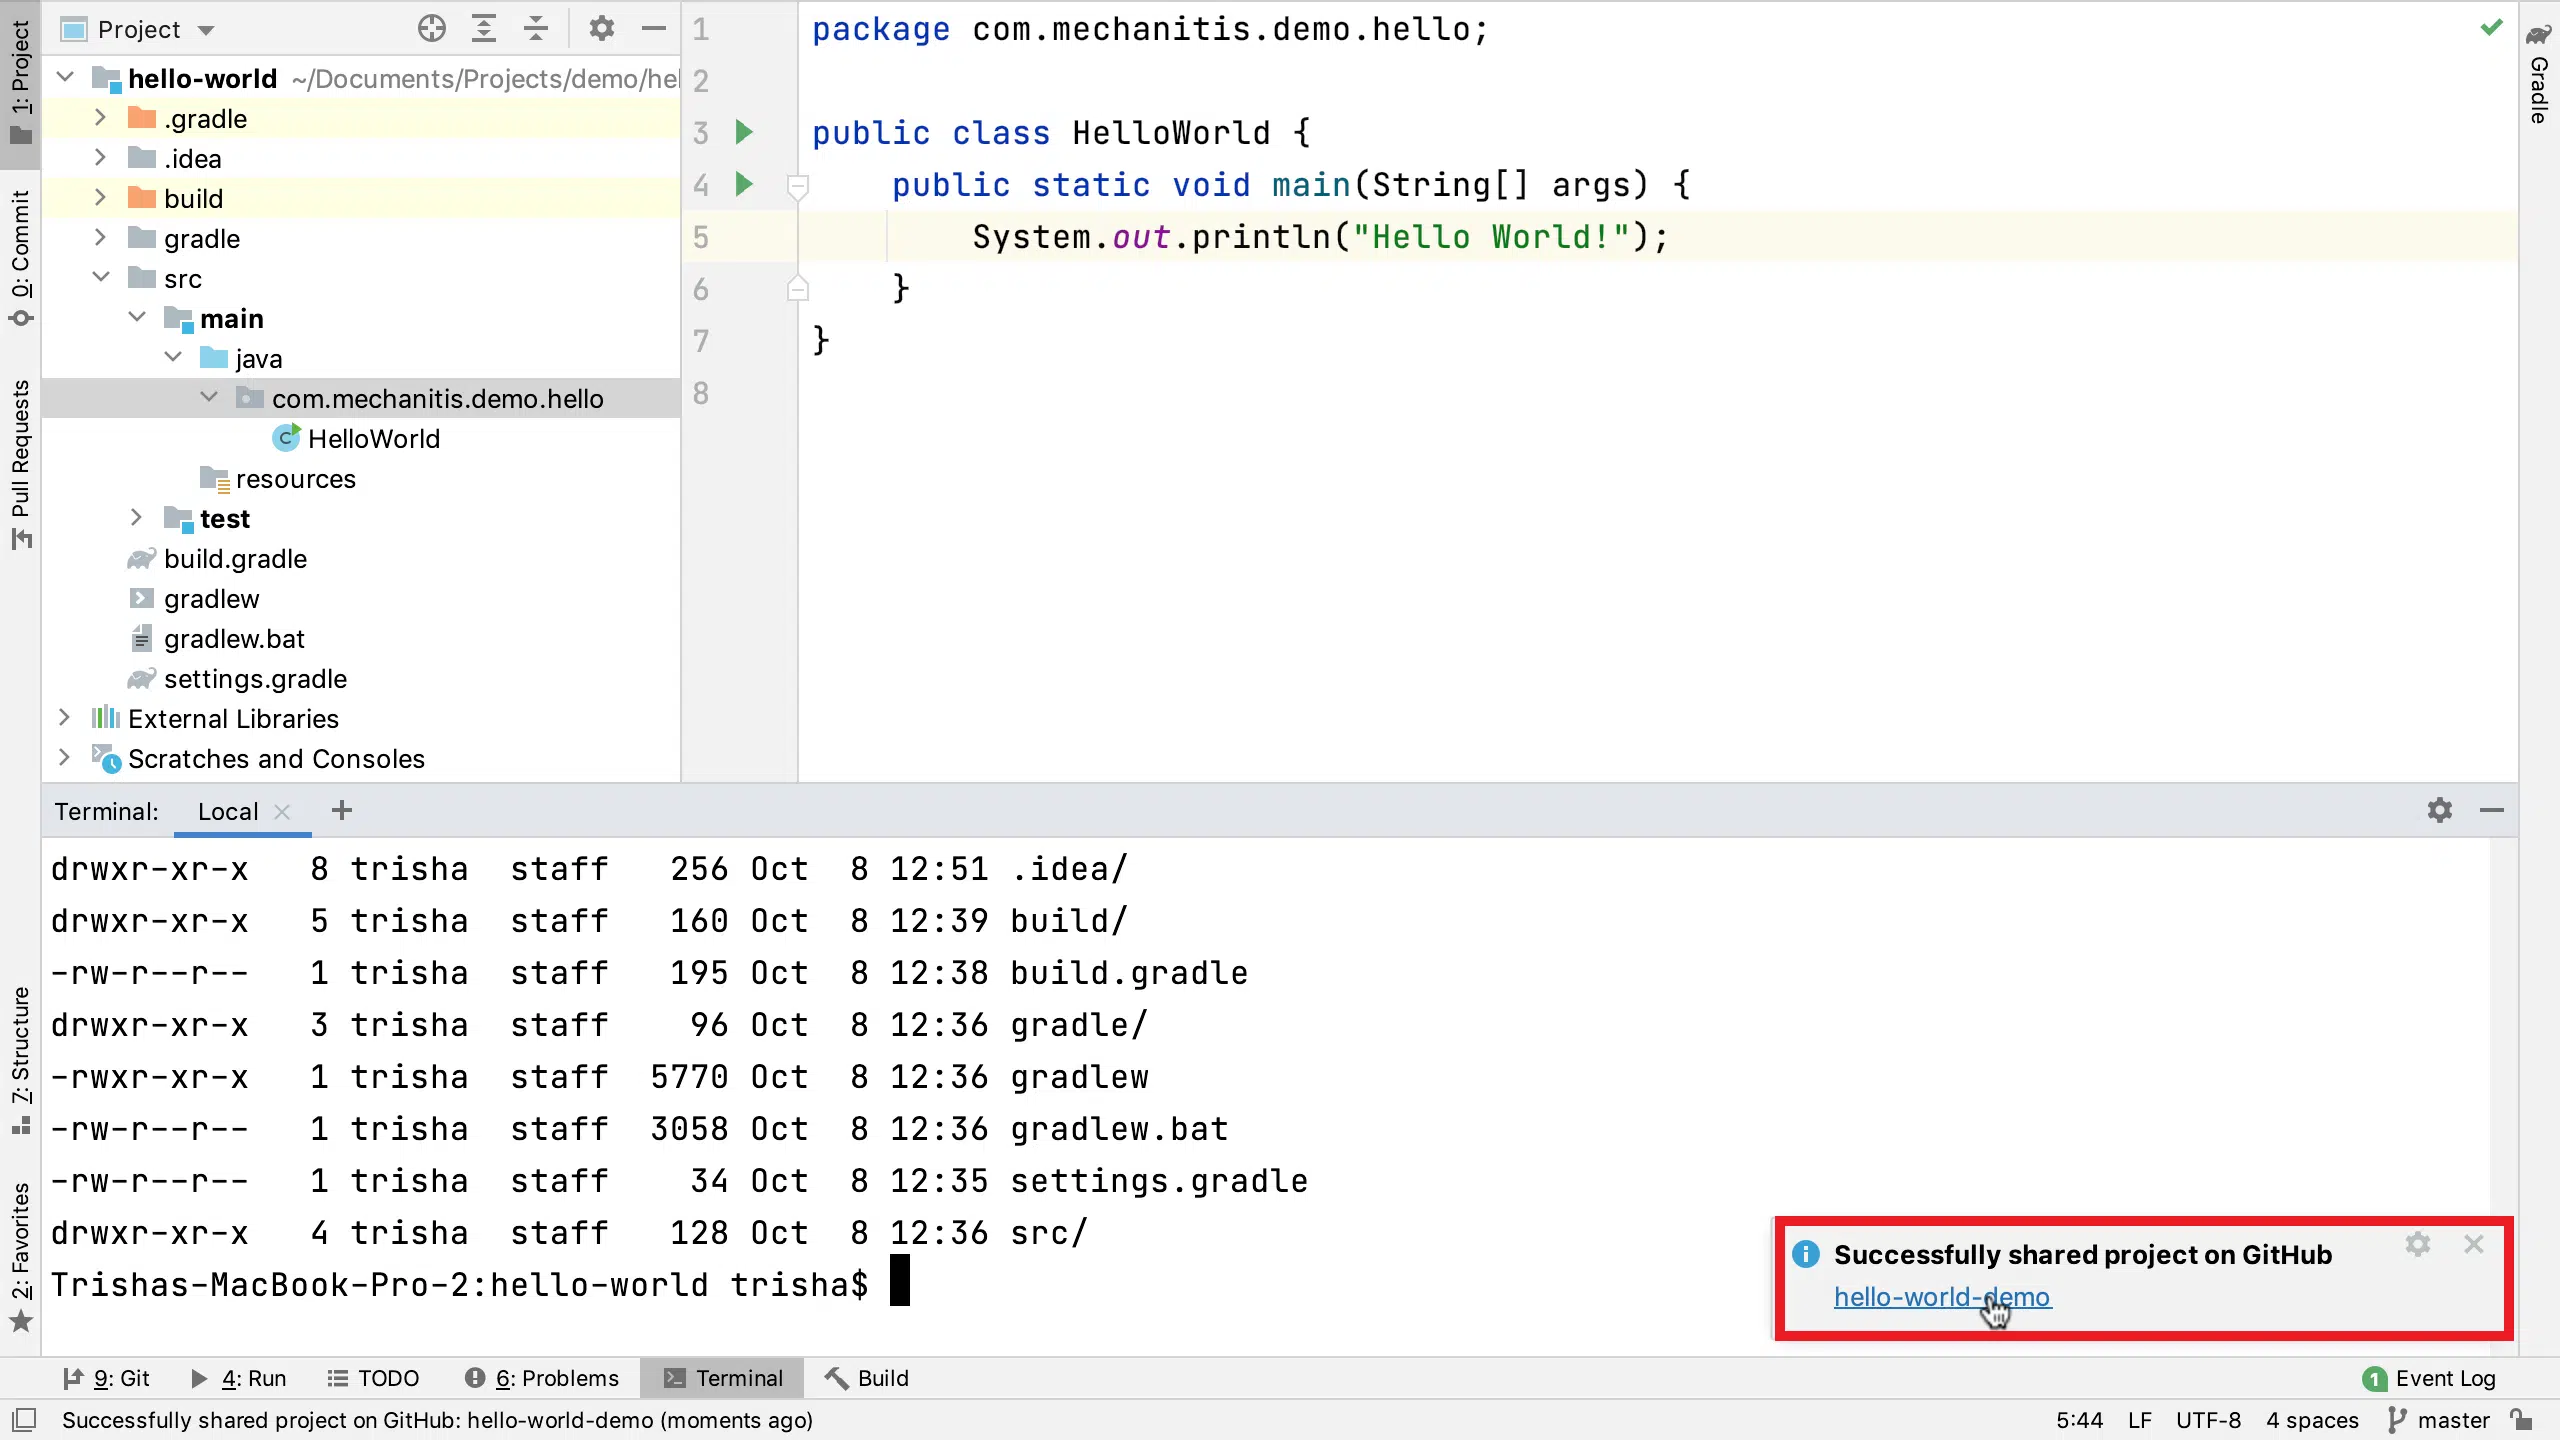 1: Project
0: Commit
Pull Requests
7: Structure
2: Favorites
Project
hello-world ~/Documents/Projects/demo/hel
.gradle
.idea
build
gradle
src
main
java
com.mechanitis.demo.hello
HelloWorld
resources
test
build.gradle
gradlew
gradlew.bat
settings.gradle
External Libraries
Scratches and Consoles
1 package com.mechanitis.demo.hello;
2
3 public class HelloWorld {
4 public static void main(String[] args) {
5 System.out.println("Hello World!");
6 }
7 }
8
Gradle
Terminal: Local
drwxr-xr-x 8 trisha staff 256 Oct 8 12:51 .idea/
drwxr-xr-x 5 trisha staff 160 Oct 8 12:39 build/
-rw-r--r-- 1 trisha staff 195 Oct 8 12:38 build.gradle
drwxr-xr-x 3 trisha staff 96 Oct 8 12:36 gradle/
-rwxr-xr-x 1 trisha staff 5770 Oct 8 12:36 gradlew
-rw-r--r-- 1 trisha staff 3058 Oct 8 12:36 gradlew.bat
-rw-r--r-- 1 trisha staff 34 Oct 8 12:35 settings.gradle
drwxr-xr-x 4 trisha staff 128 Oct 8 12:36 src/
Trishas-MacBook-Pro-2:hello-world trisha$
Successfully shared project on GitHub
hello-world-demo
9: Git 4: Run TODO 6: Problems Terminal Build 1 Event Log
Successfully shared project on GitHub: hello-world-demo (moments ago) 5:44 LF UTF-8 4 spaces master